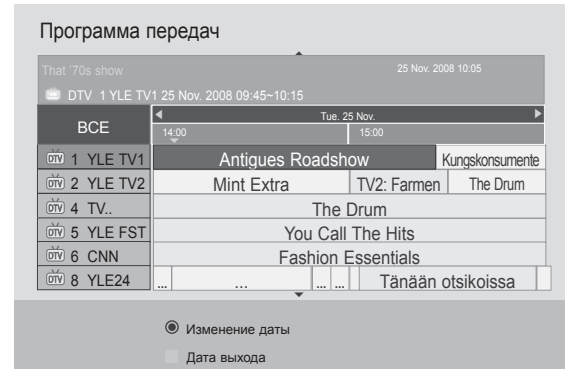 Программа передач
That '70s show 25 Nov. 2008 10:05
DTV 1 YLE TV1 25 Nov. 2008 09:45~10:15
ВСЕ Tue. 25 Nov.
14:00 15:00
DTV 1 YLE TV1 Antigues Roadshow Kungskonsumente
DTV 2 YLE TV2 Mint Extra TV2: Farmen The Drum
DTV 4 TV.. The Drum
DTV 5 YLE FST You Call The Hits
DTV 6 CNN Fashion Essentials
DTV 8 YLE24 ... ... ... ... Tänään otsikoissa
Изменение даты
Дата выхода